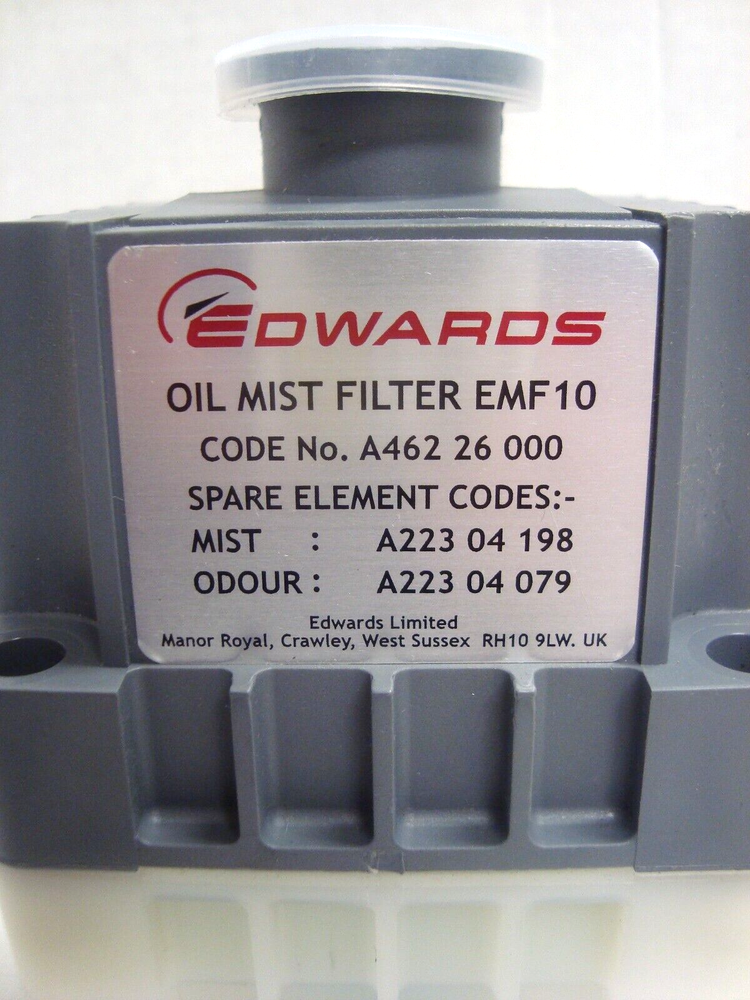 EDWARDS
OIL MIST FILTER EMF10
CODE No. A462 26 000
SPARE ELEMENT CODES:-
MIST : A223 04 198
ODOUR : A223 04 079
Edwards Limited
Manor Royal, Crawley, West Sussex RH10 9LW. UK